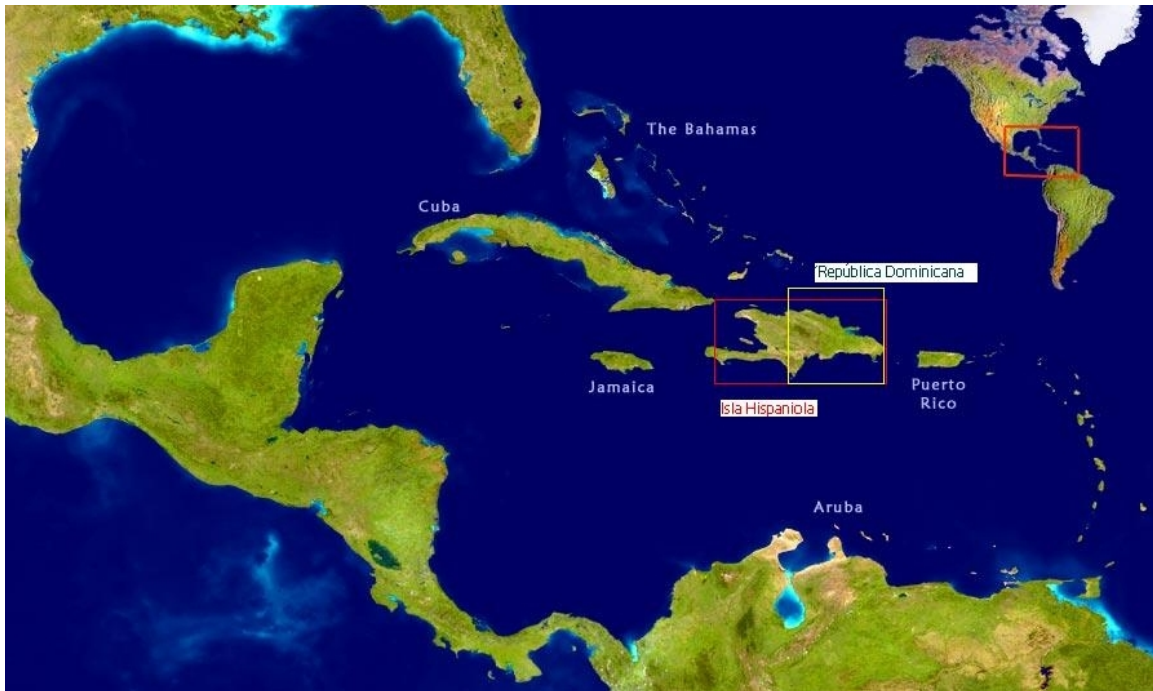 The Bahamas
Cuba
República Dominicana
Jamaica
Puerto
Rico
Isla Hispaniola
Aruba